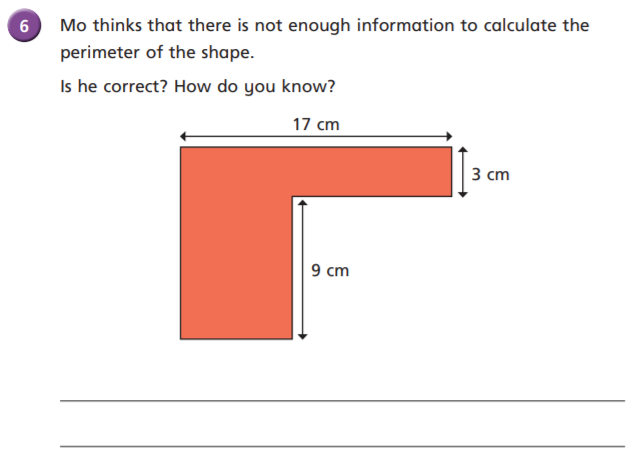 6
Mo thinks that there is not enough information to calculate the
perimeter of the shape.
Is he correct? How do you know?
17 cm
3 cm
9 cm